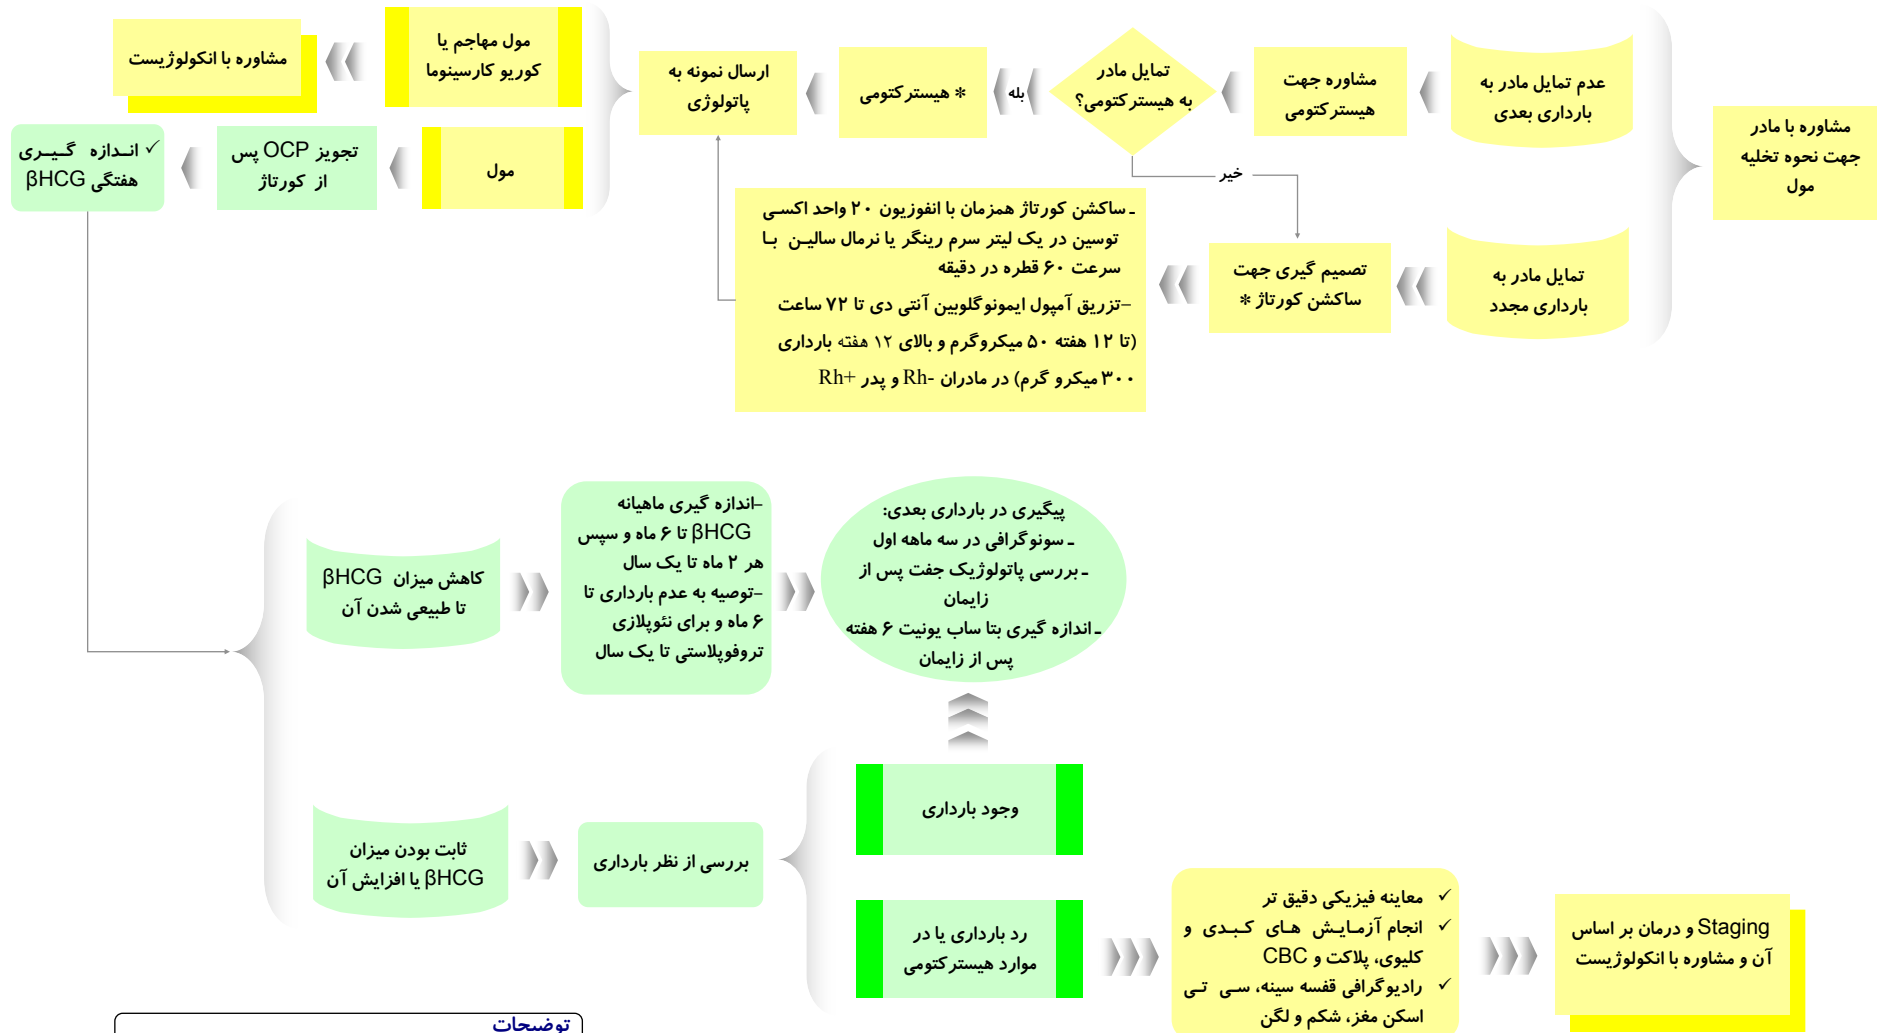 مشاوره با مادر
جهت نحوه تخلیه
مول
عدم تمایل مادر به
بارداری بعدی
مشاوره جهت
هیسترکتومی
تمایل مادر
به هیسترکتومی؟
بله
* هیسترکتومی
ارسال نمونه به
پاتولوژی
مول مهاجم یا
کوریو کارسینوما
مشاوره با انکولوژیست
خیر
تمایل مادر به
بارداری مجدد
تصمیم گیری جهت
ساکشن کورتاژ *
ـ ساکشن کورتاژ همزمان با انفوزیون ۲۰ واحد اکسی
توسین در یک لیتر سرم رینگر یا نرمال سالین با
سرعت ۶۰ قطره در دقیقه
–تزریق آمپول ایمونوگلوبین آنتی دی تا ۷۲ ساعت
(تا ۱۲ هفته ۵۰ میکروگرم و بالای ۱۲ هفته بارداری
۳۰۰ میکرو گرم) در مادران Rh- و پدر Rh+
مول
تجویز OCP پس
از کورتاژ
✓ انـدازه گـیـری
هفتگی βHCG
کاهش میزان βHCG
تا طبیعی شدن آن
–اندازه گیری ماهیانه
βHCG تا ۶ ماه و سپس
هر ۲ ماه تا یک سال
–توصیه به عدم بارداری تا
۶ ماه و برای نئوپلازی
تروفوپلاستی تا یک سال
پیگیری در بارداری بعدی:
ـ سونوگرافی در سه ماهه اول
ـ بررسی پاتولوژیک جفت پس از
زایمان
ـ اندازه گیری بتا ساب یونیت ۶ هفته
پس از زایمان
ثابت بودن میزان
βHCG یا افزایش آن
بررسی از نظر بارداری
وجود بارداری
رد بارداری یا در
موارد هیسترکتومی
✓ معاینه فیزیکی دقیق تر
✓ انجام آزمـایـش هـای کـبـدی و
کلیوی، پلاکت و CBC
✓ رادیوگرافی قفسه سینه، سـی تـی
اسکن مغز، شکم و لگن
Staging و درمان بر اساس
آن و مشاوره با انکولوژیست
توضیحات